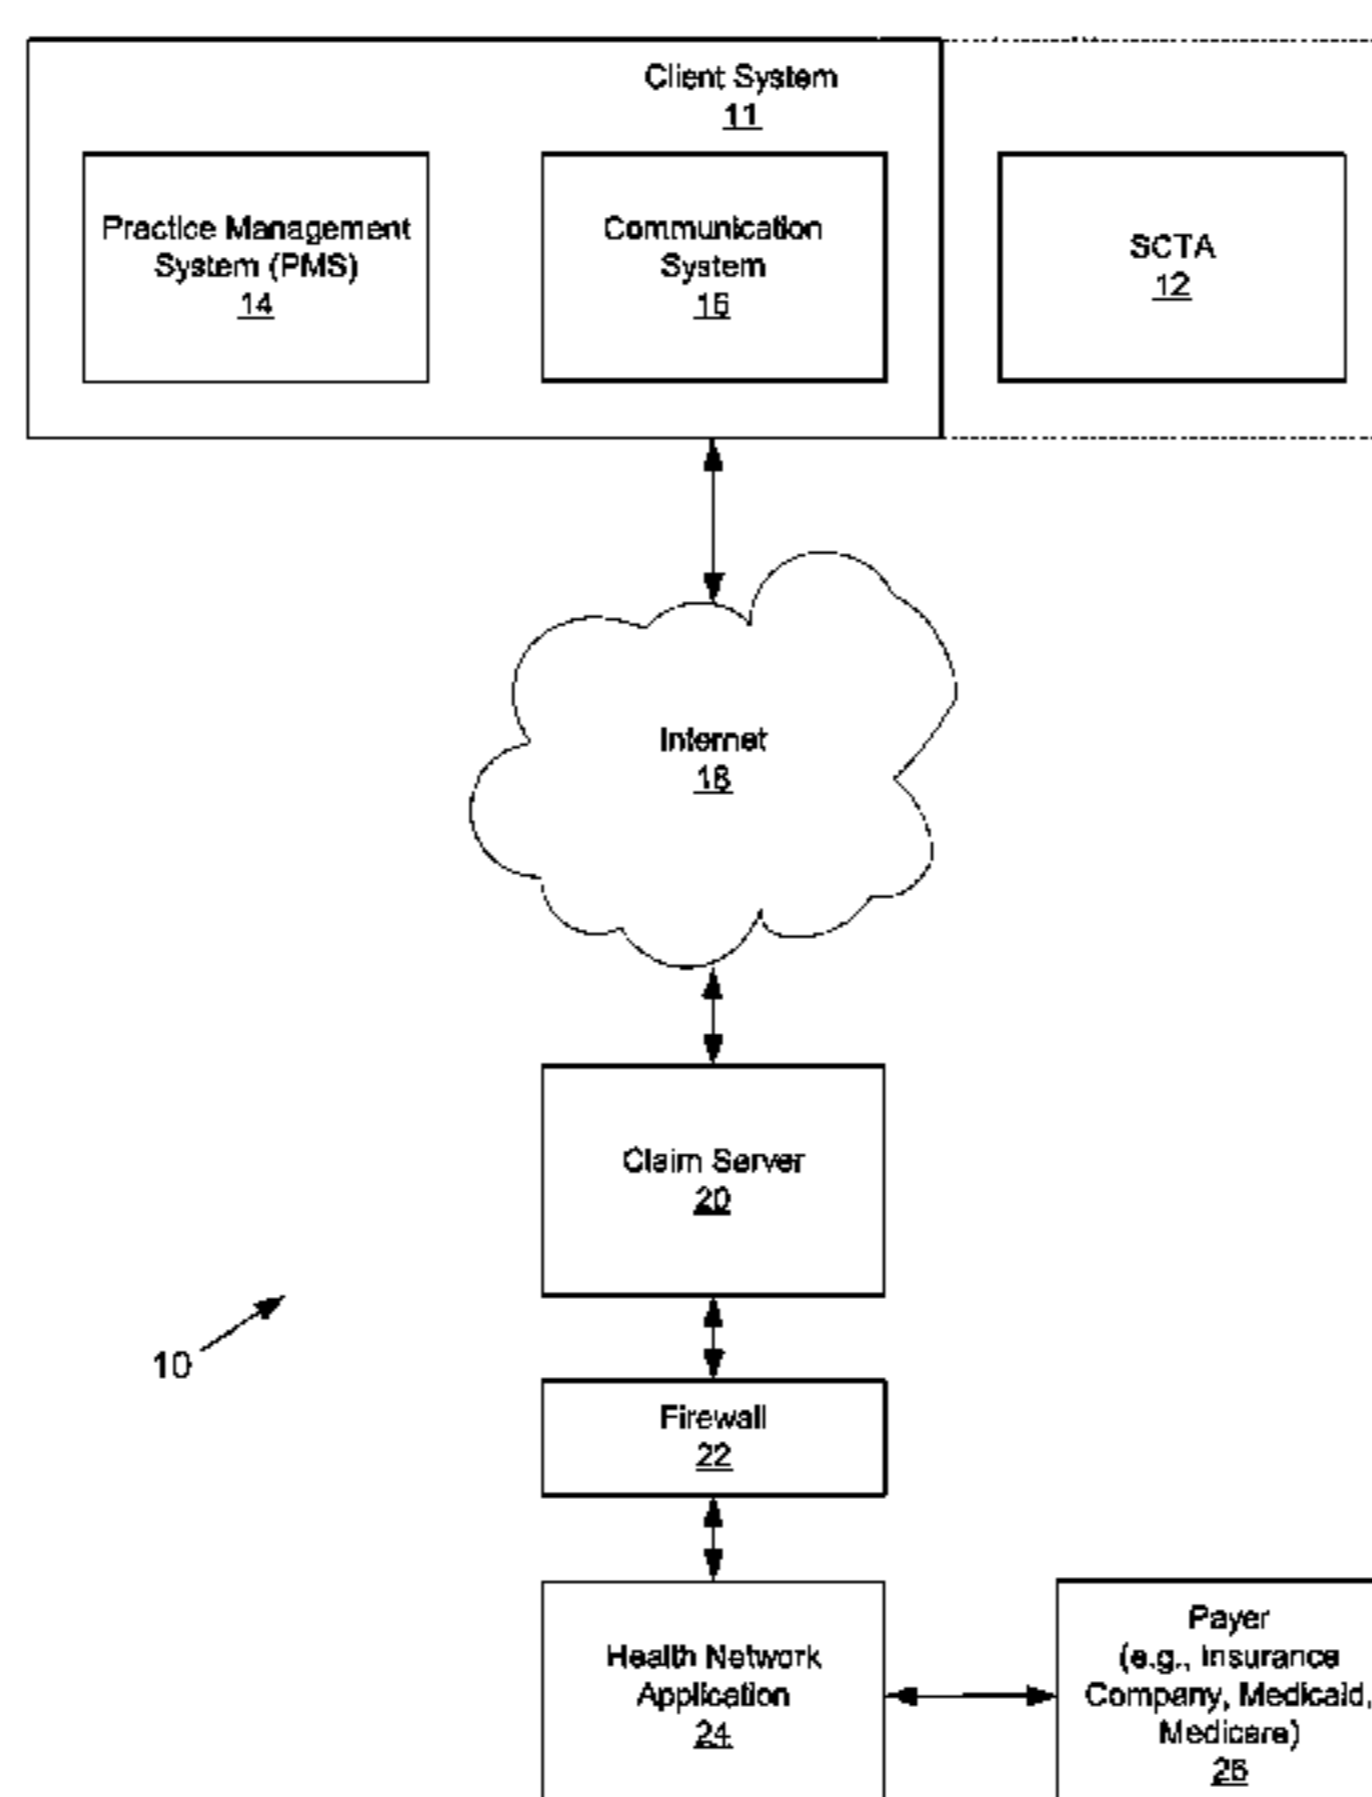 Client System
11
Practice Management
System (PMS)
14
Communication
System
16
SCTA
12
Internet
18
Claim Server
20
10
Firewall
22
Health Network
Application
24
Payer
(e.g., Insurance
Company, Medicaid,
Medicare)
26